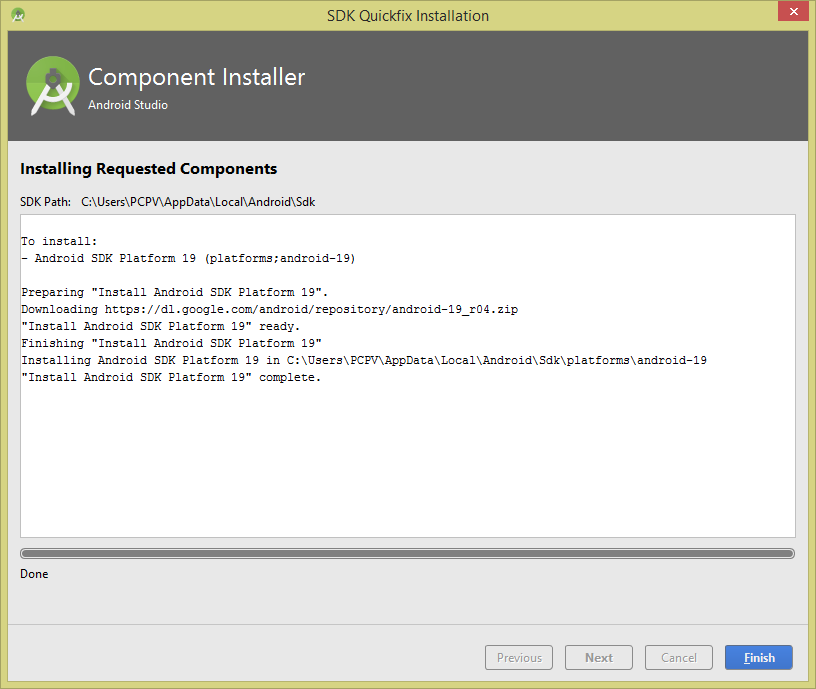 SDK Quickfix Installation
Component Installer
Android Studio
Installing Requested Components
SDK Path: C:\Users\PCPV\AppData\Local\Android\Sdk
To install:
- Android SDK Platform 19 (platforms;android-19)
Preparing "Install Android SDK Platform 19".
Downloading https://dl.google.com/android/repository/android-19_r04.zip
"Install Android SDK Platform 19" ready.
Finishing "Install Android SDK Platform 19"
Installing Android SDK Platform 19 in C:\Users\PCPV\AppData\Local\Android\Sdk\platforms\android-19
"Install Android SDK Platform 19" complete.
Done
Previous Next Cancel Finish